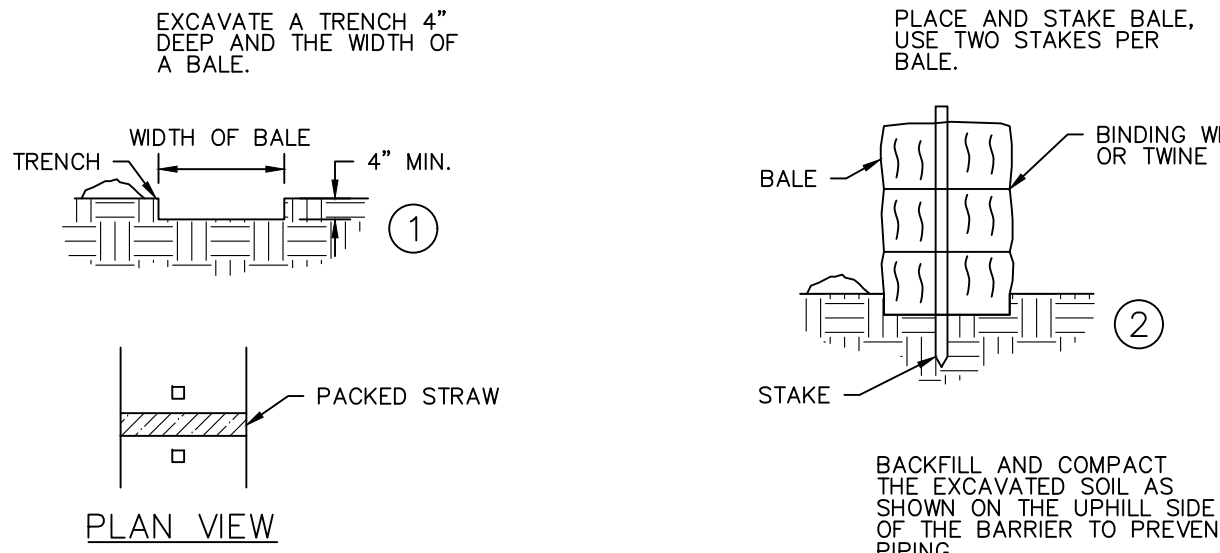 EXCAVATE A TRENCH 4”
DEEP AND THE WIDTH OF
A BALE.
WIDTH OF BALE
TRENCH
4” MIN.
1
PACKED STRAW
PLAN VIEW
PLACE AND STAKE BALE,
USE TWO STAKES PER
BALE.
BINDING
OR TWINE
BALE
2
STAKE
BACKFILL AND COMPACT
THE EXCAVATED SOIL AS
SHOWN ON THE UPHILL SIDE
OF THE BARRIER TO PREVEN
PIPING